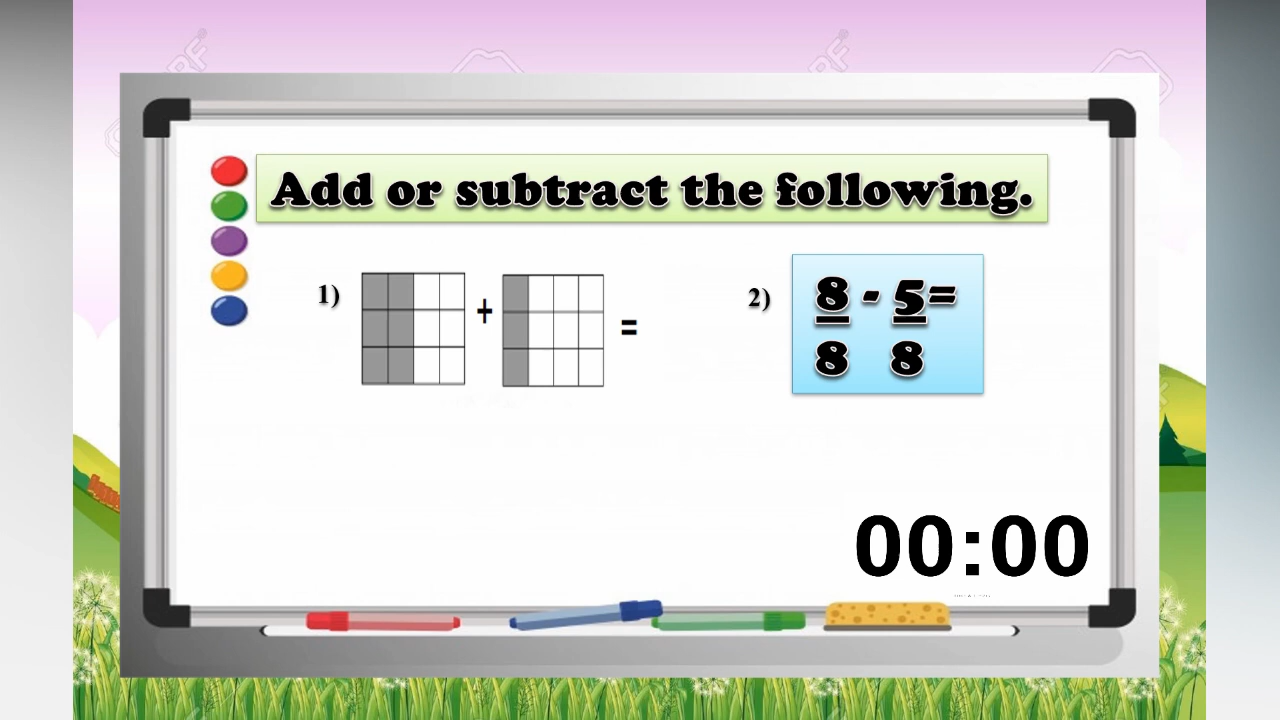 Add or subtract the following.
1) + =
2) 8 - 5 =
8 8
00:00